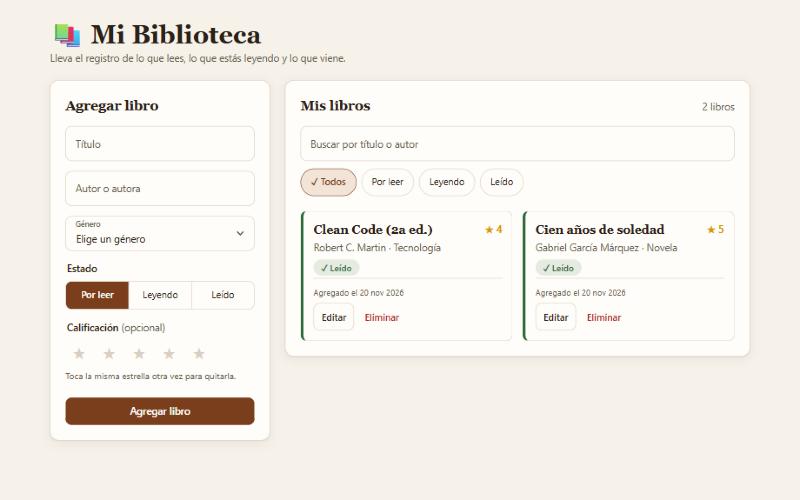 Mi Biblioteca
Lleva el registro de lo que lees, lo que estás leyendo y lo que viene.
Agregar libro
Título
Autor o autora
Género
Elige un género
Estado
Por leer
Leyendo
Leído
Calificación (opcional)
★ ★ ★ ★ ★
Toca la misma estrella otra vez para quitarla.
Agregar libro
Mis libros
2 libros
Buscar por título o autor
✓ Todos
Por leer
Leyendo
Leído
Clean Code (2a ed.)
★ 4
Robert C. Martin · Tecnología
✓ Leído
Agregado el 20 nov 2026
Editar
Eliminar
Cien años de soledad
★ 5
Gabriel García Márquez · Novela
✓ Leído
Agregado el 20 nov 2026
Editar
Eliminar